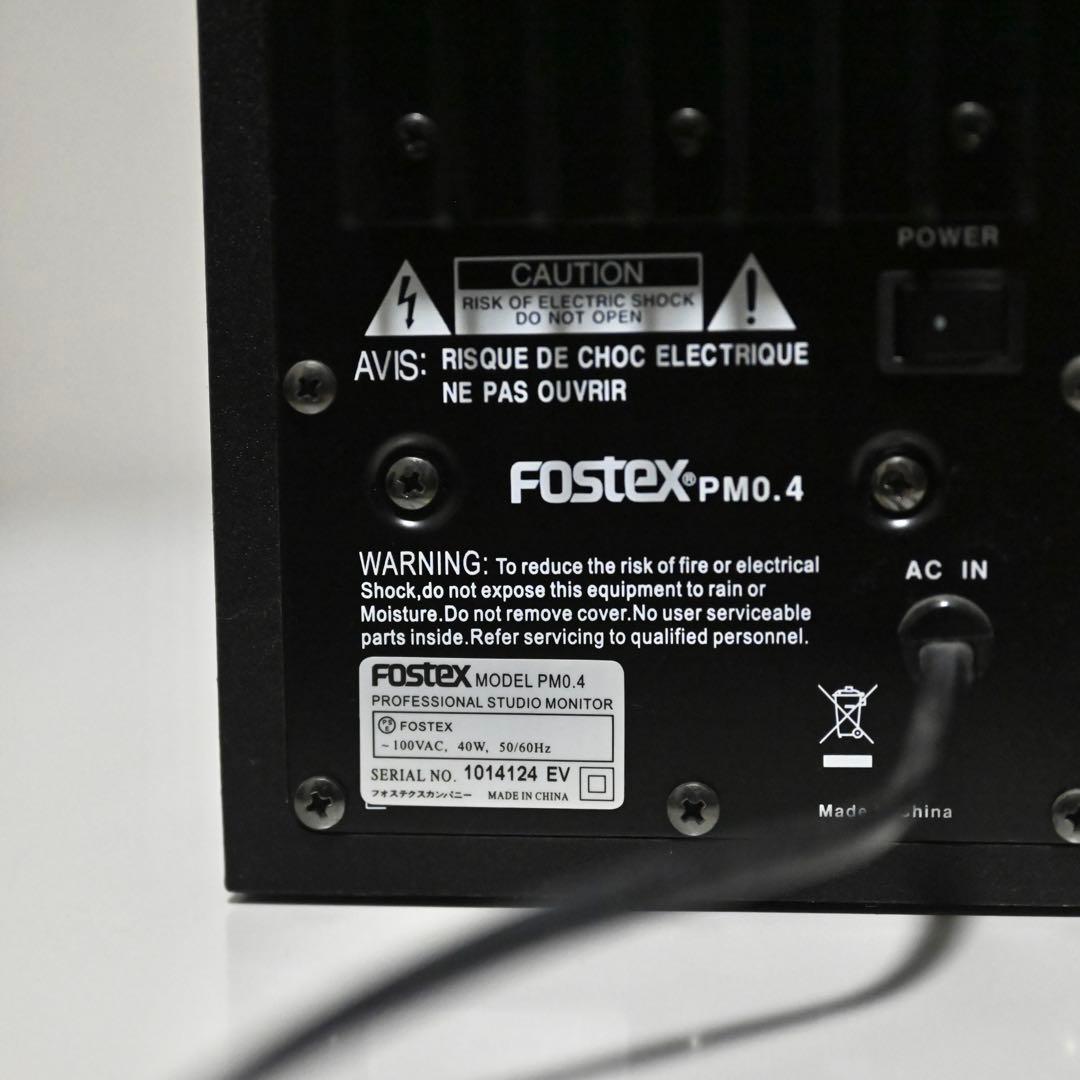 POWER
CAUTION
RISK OF ELECTRIC SHOCK
DO NOT OPEN
AVIS: RISQUE DE CHOC ELECTRIQUE
NE PAS OUVRIR
FOSTEX® PM0.4
WARNING: To reduce the risk of fire or electrical
Shock,do not expose this equipment to rain or
Moisture.Do not remove cover.No user serviceable
parts inside.Refer servicing to qualified personnel.
AC IN
FOSTEX MODEL PM0.4
PROFESSIONAL STUDIO MONITOR
PSE FOSTEX
~100VAC, 40W, 50/60Hz
SERIAL NO. 1014124 EV
フォステクスカンパニー MADE IN CHINA
Made